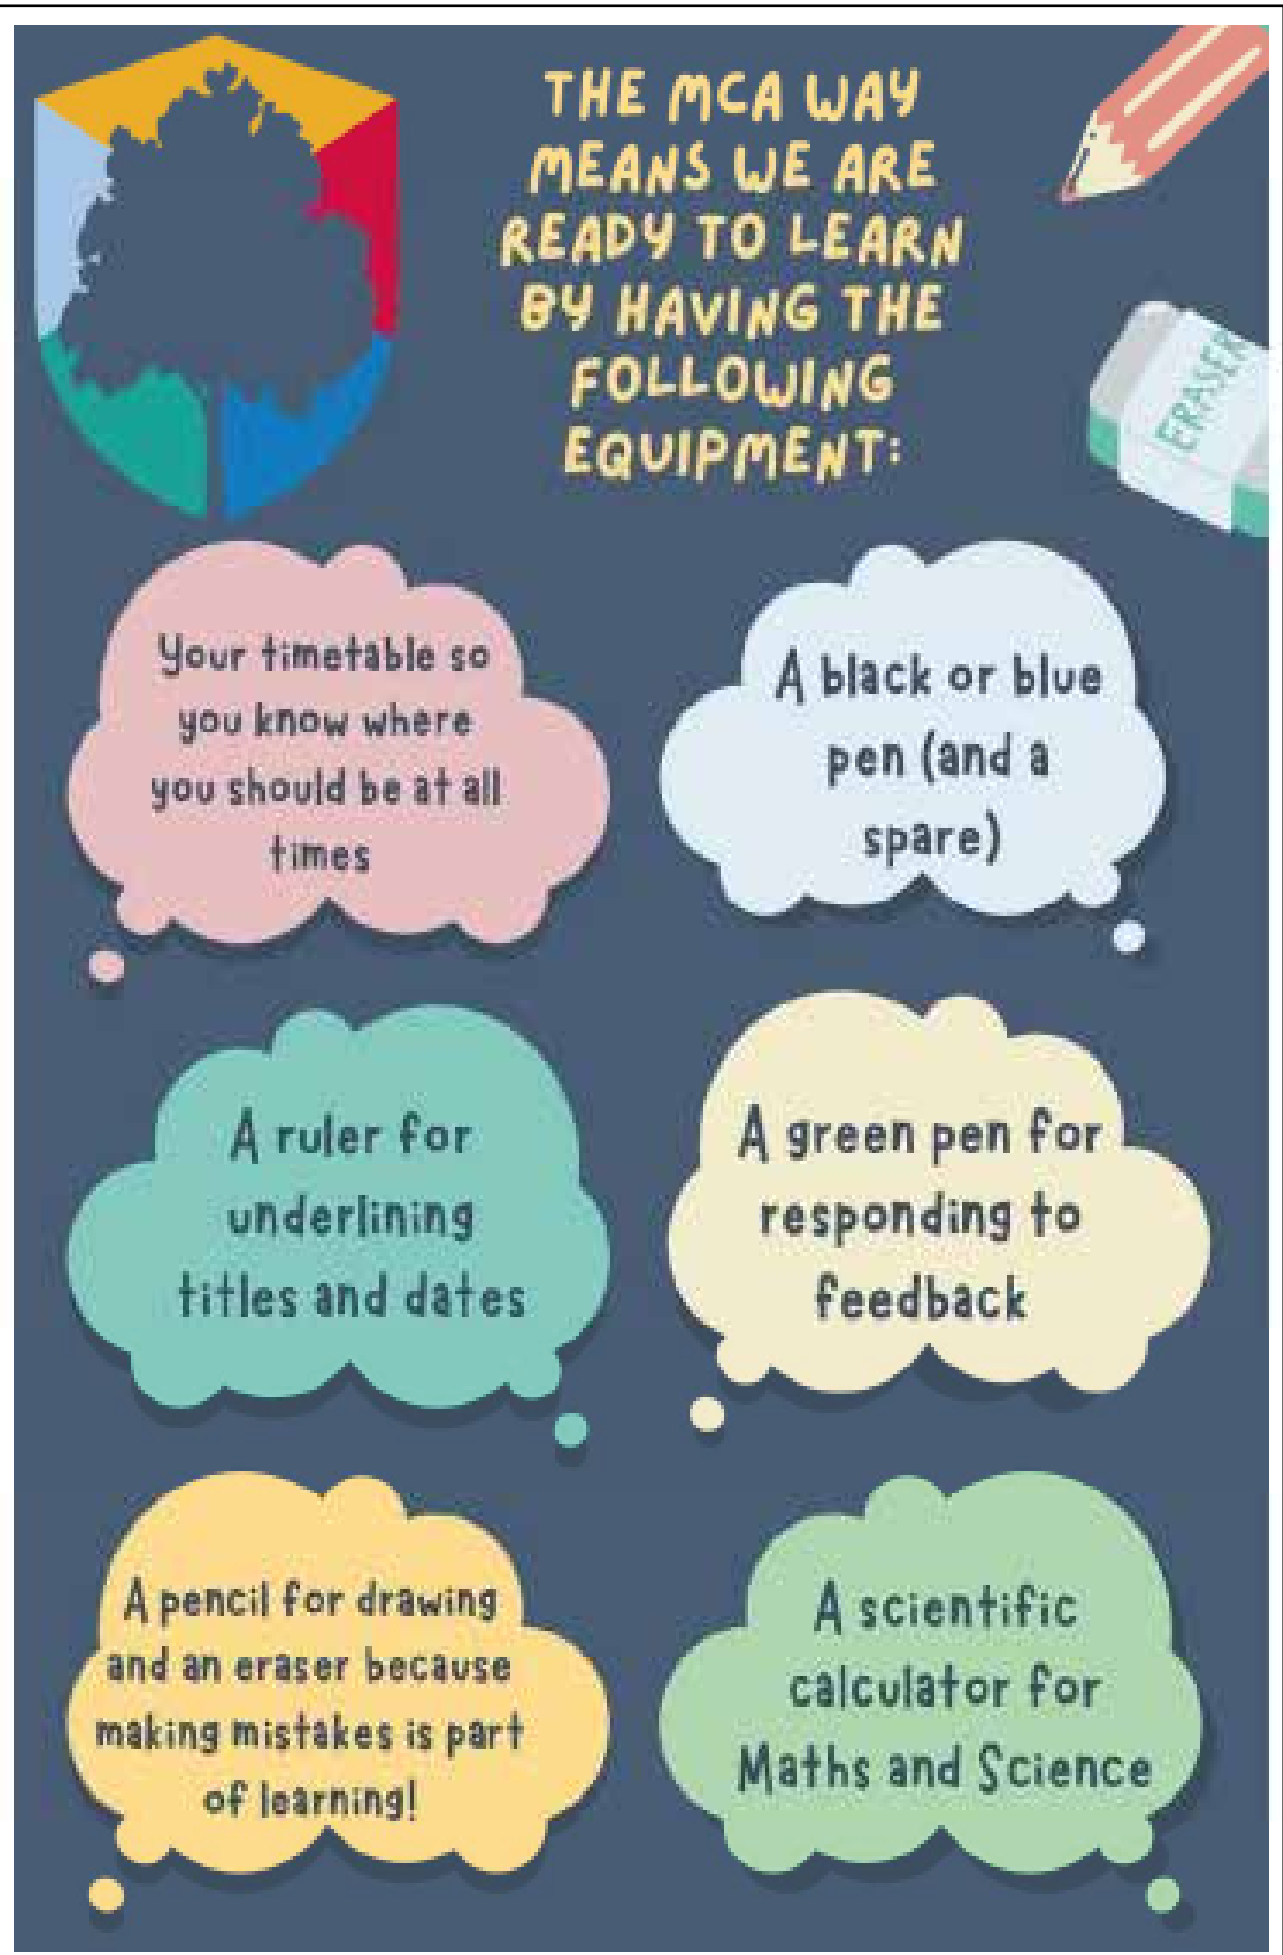 THE MCA WAY
MEANS WE ARE
READY TO LEARN
BY HAVING THE
FOLLOWING
EQUIPMENT:
ERASER
Your timetable so
you know where
you should be at all
times
A black or blue
pen (and a
spare)
A ruler for
underlining
titles and dates
A green pen for
responding to
feedback
A pencil for drawing
and an eraser because
making mistakes is part
of learning!
A scientific
calculator for
Maths and Science